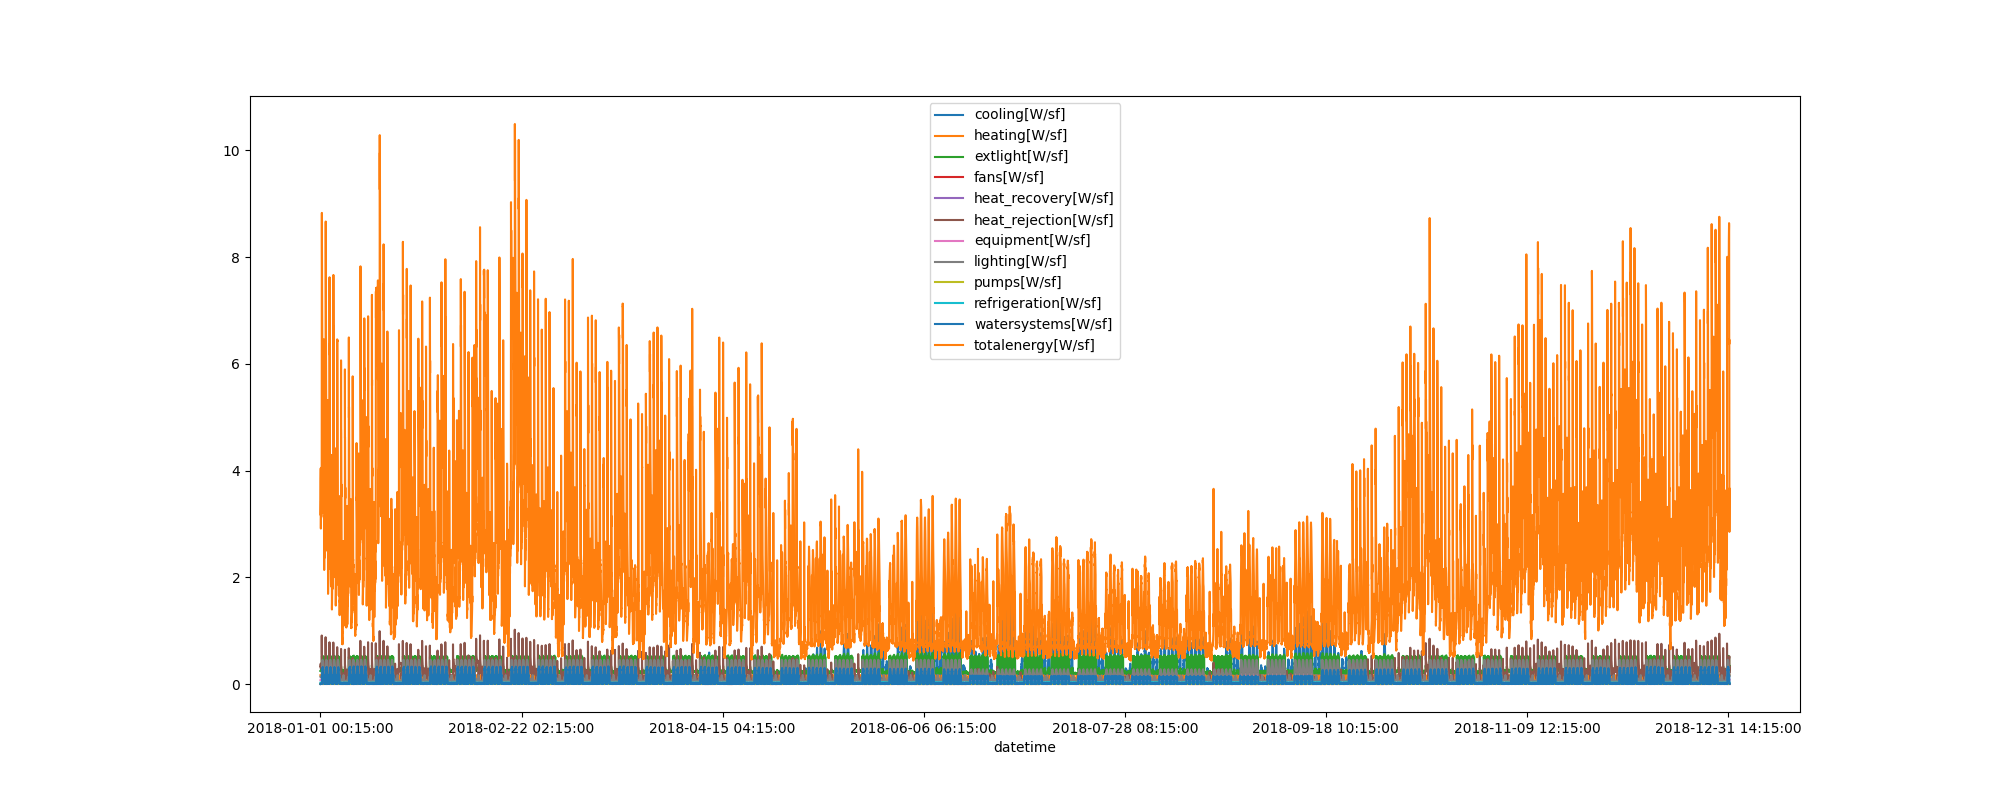 cooling[W/sf]
heating[W/sf]
extlight[W/sf]
fans[W/sf]
heat_recovery[W/sf]
heat_rejection[W/sf]
equipment[W/sf]
lighting[W/sf]
pumps[W/sf]
refrigeration[W/sf]
watersystems[W/sf]
totalenergy[W/sf]
10
8
6
4
2
0
2018-01-01 00:15:00 2018-02-22 02:15:00 2018-04-15 04:15:00 2018-06-06 06:15:00 2018-07-28 08:15:00 2018-09-18 10:15:00 2018-11-09 12:15:00 2018-12-31 14:15:00
datetime